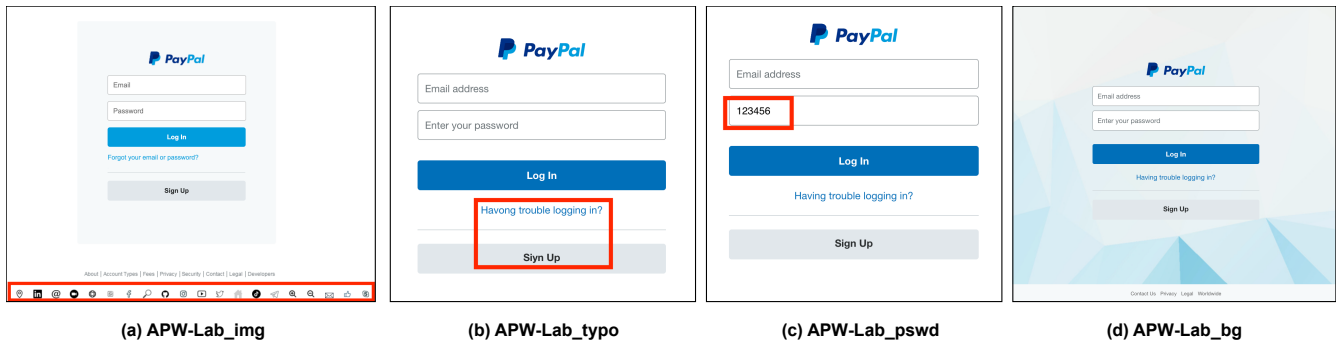 PayPal
Email
Password
Log In
Forgot your email or password?
Sign Up
About | Account Types | Fees | Privacy | Security | Contact | Legal | Developers
(a) APW-Lab_img
PayPal
Email address
Enter your password
Log In
Havong trouble logging in?
Siyn Up
(b) APW-Lab_typo
PayPal
Email address
123456
Log In
Having trouble logging in?
Sign Up
(c) APW-Lab_pswd
PayPal
Email address
Enter your password
Log In
Having trouble logging in?
Sign Up
Contact Us Privacy Legal Worldwide
(d) APW-Lab_bg